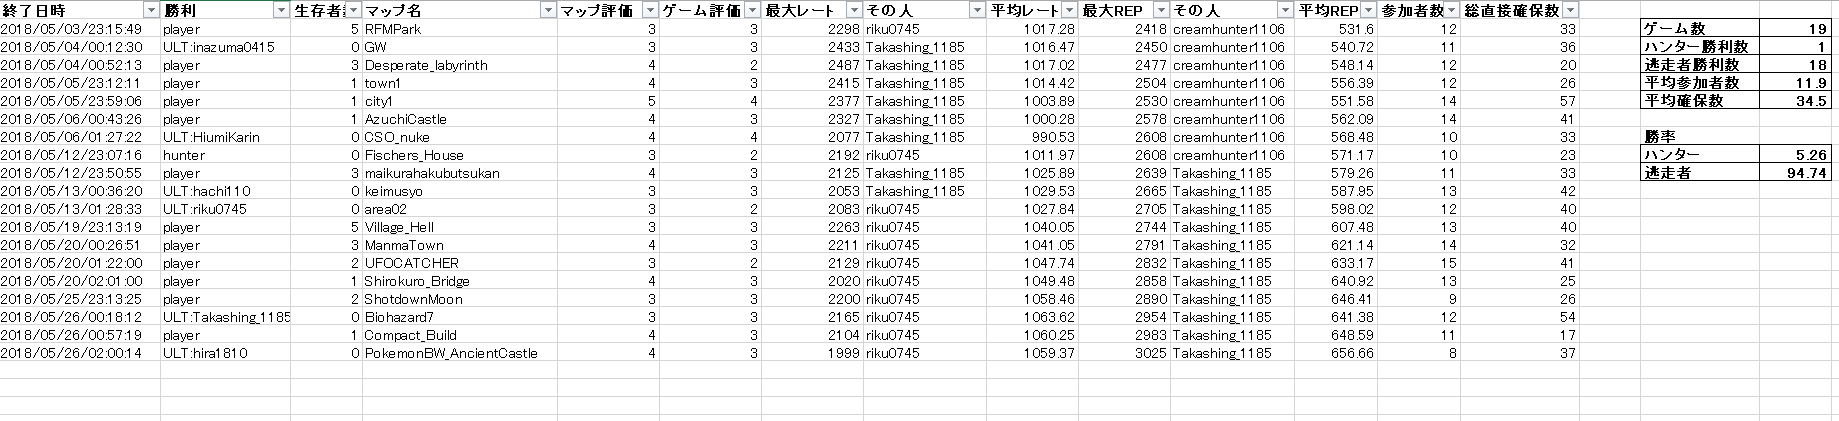 終了日時 勝利 生存者数 マップ名 マップ評価 ゲーム評価 最大レート その人 平均レート 最大REP その人 平均REP 参加者数 総直接確保数
2018/05/03/23:15:49 player 5 RFMPark 3 3 2298 riku0745 1017.28 2418 creamhunter1106 531.6 12 33 ゲーム数 19
2018/05/04/00:12:30 ULT:inazuma0415 0 GW 3 3 2433 Takashing_1185 1016.47 2450 creamhunter1106 540.72 11 36 ハンター勝利数 1
2018/05/04/00:52:13 player 3 Desperate_labyrinth 4 2 2487 Takashing_1185 1017.02 2477 creamhunter1106 548.14 12 20 逃走者勝利数 18
2018/05/05/23:12:11 player 1 town1 4 3 2415 Takashing_1185 1014.42 2504 creamhunter1106 556.39 12 26 平均参加者数 11.9
2018/05/05/23:59:06 player 1 city1 5 4 2377 Takashing_1185 1003.89 2530 creamhunter1106 551.58 14 57 平均確保数 34.5
2018/05/06/00:43:26 player 1 AzuchiCastle 4 3 2327 Takashing_1185 1000.28 2578 creamhunter1106 562.09 14 41
2018/05/06/01:27:22 ULT:HiumiKarin 0 CSO_nuke 4 4 2077 Takashing_1185 990.53 2608 creamhunter1106 568.48 10 33 勝率
2018/05/12/23:07:16 hunter 0 Fischers_House 3 2 2192 riku0745 1011.97 2608 creamhunter1106 571.17 10 23 ハンター 5.26
2018/05/12/23:50:55 player 3 maikurahakubutsukan 4 3 2125 Takashing_1185 1025.89 2639 Takashing_1185 579.26 11 33 逃走者 94.74
2018/05/13/00:36:20 ULT:hachi110 0 keimusyo 3 3 2053 Takashing_1185 1029.53 2665 Takashing_1185 587.95 13 42
2018/05/13/01:28:33 ULT:riku0745 0 area02 3 2 2083 riku0745 1027.84 2705 Takashing_1185 598.02 12 40
2018/05/19/23:13:19 player 5 Village_Hell 3 3 2263 riku0745 1040.05 2744 Takashing_1185 607.48 13 40
2018/05/20/00:26:51 player 3 ManmaTown 4 3 2211 riku0745 1041.05 2791 Takashing_1185 621.14 14 32
2018/05/20/01:22:00 player 2 UFOCATCHER 3 2 2129 riku0745 1047.74 2832 Takashing_1185 633.17 15 41
2018/05/20/02:01:00 player 1 Shirokuro_Bridge 4 3 2020 riku0745 1049.48 2858 Takashing_1185 640.92 13 25
2018/05/25/23:13:25 player 2 ShotdownMoon 3 3 2200 riku0745 1058.46 2890 Takashing_1185 646.41 9 26
2018/05/26/00:18:12 ULT:Takashing_1185 0 Biohazard7 3 3 2165 riku0745 1063.62 2954 Takashing_1185 641.38 12 54
2018/05/26/00:57:19 player 1 Compact_Build 4 3 2104 riku0745 1060.25 2983 Takashing_1185 648.59 11 17
2018/05/26/02:00:14 ULT:hira1810 0 PokemonBW_AncientCastle 4 3 1999 riku0745 1059.37 3025 Takashing_1185 656.66 8 37